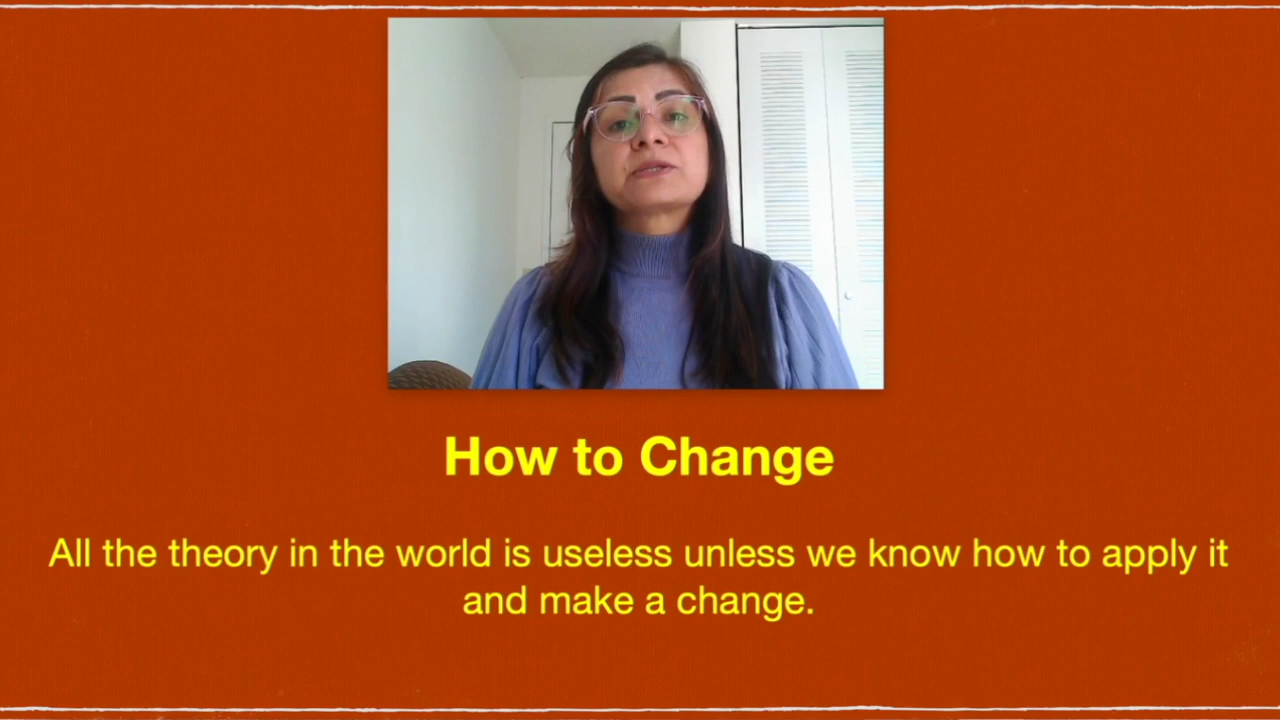 How to Change
All the theory in the world is useless unless we know how to apply it
and make a change.